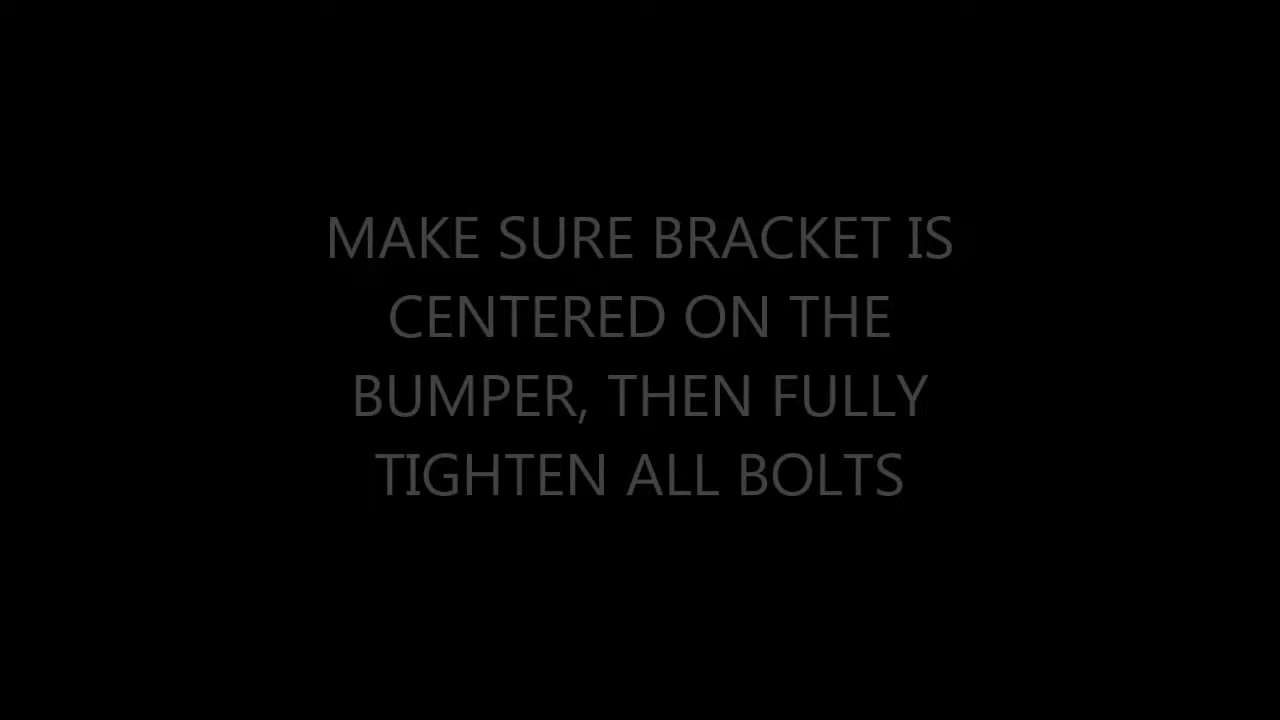 MAKE SURE BRACKET IS
CENTERED ON THE
BUMPER, THEN FULLY
TIGHTEN ALL BOLTS